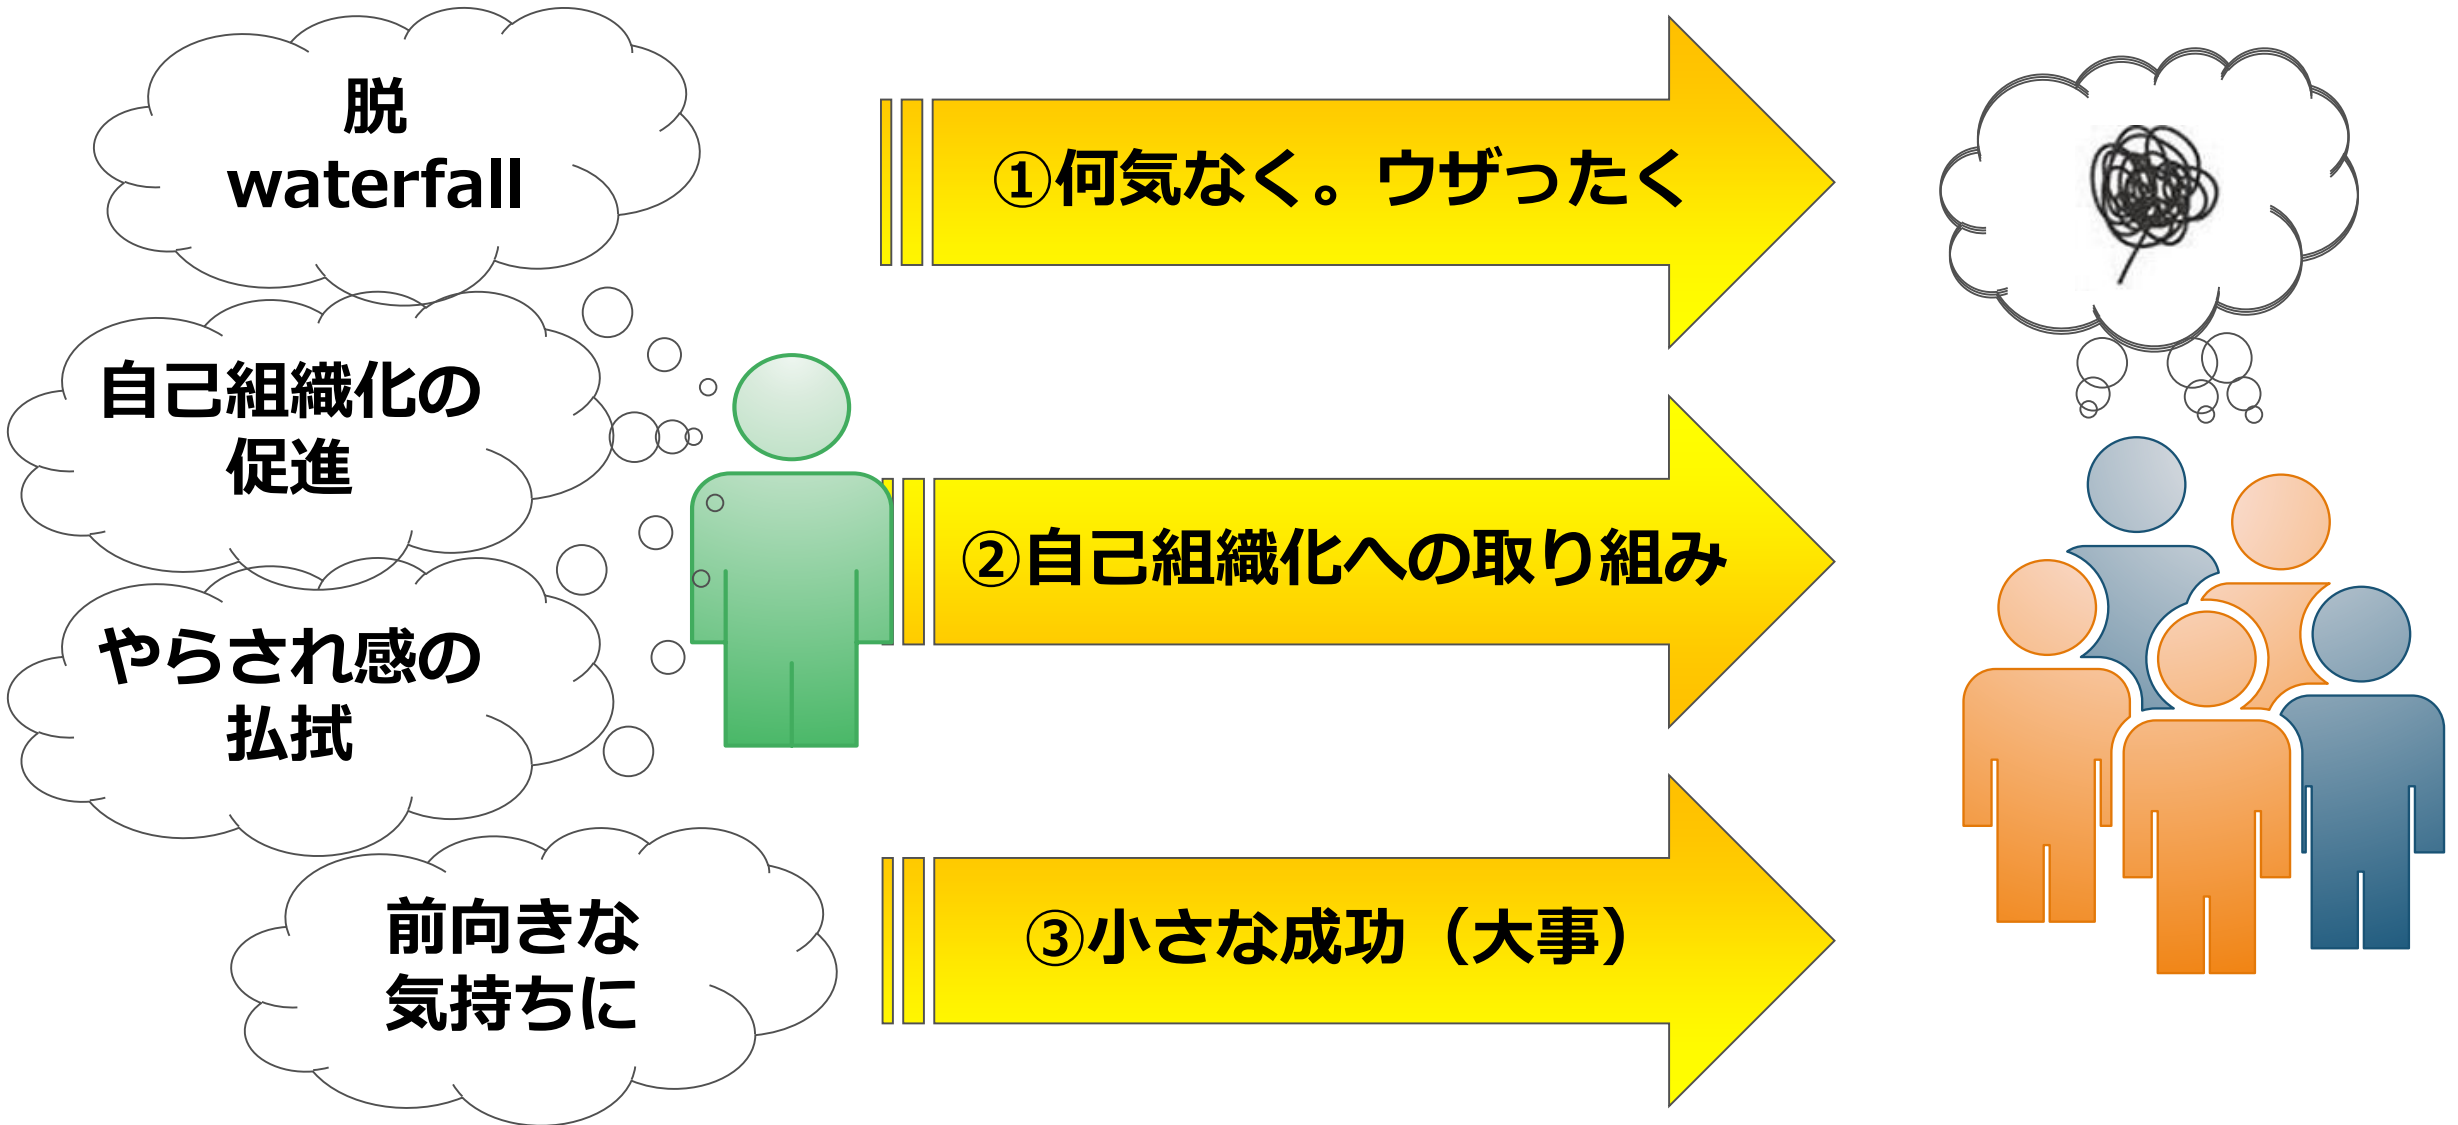 脱
waterfall
自己組織化の
促進
やらされ感の
払拭
前向きな
気持ちに
①何気なく。ウザったく
②自己組織化への取り組み
③小さな成功（大事）